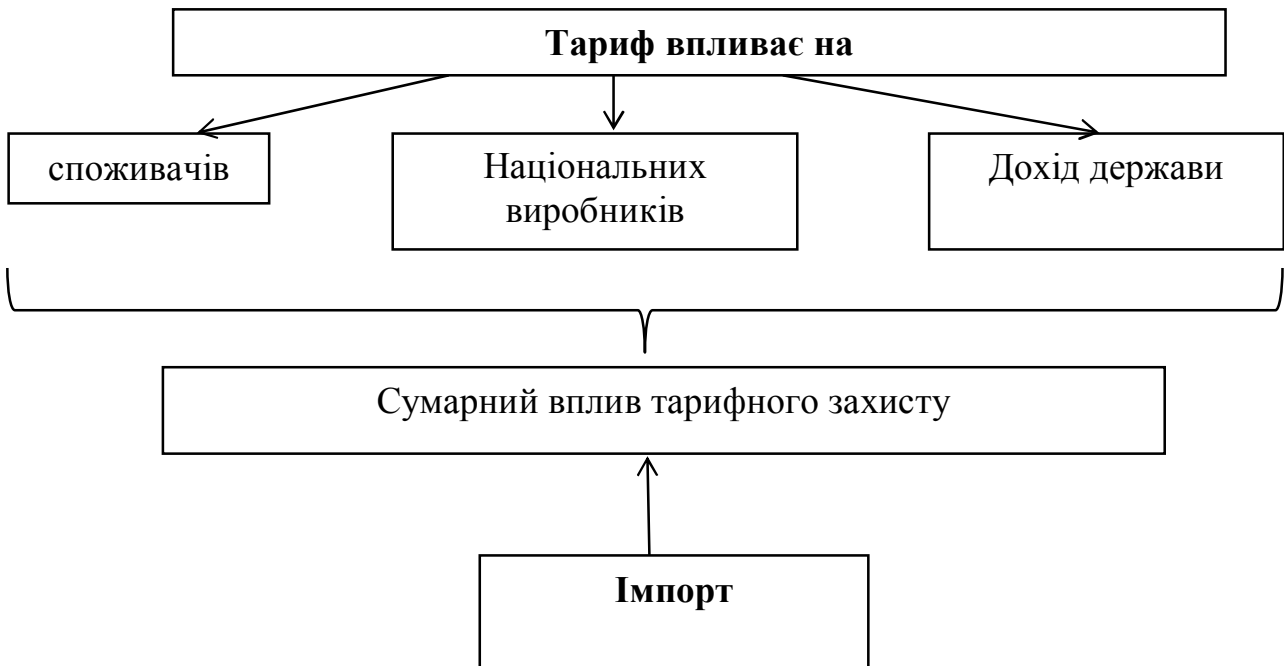 Тариф впливає на
споживачів
Національних
виробників
Дохід держави
Сумарний вплив тарифного захисту
Імпорт